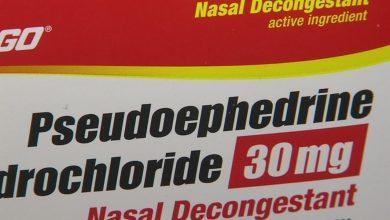 Nasal Decongestant
active ingredient
GO®
Pseudoephedrine
drochloride 30 mg
Nasal Decongestant